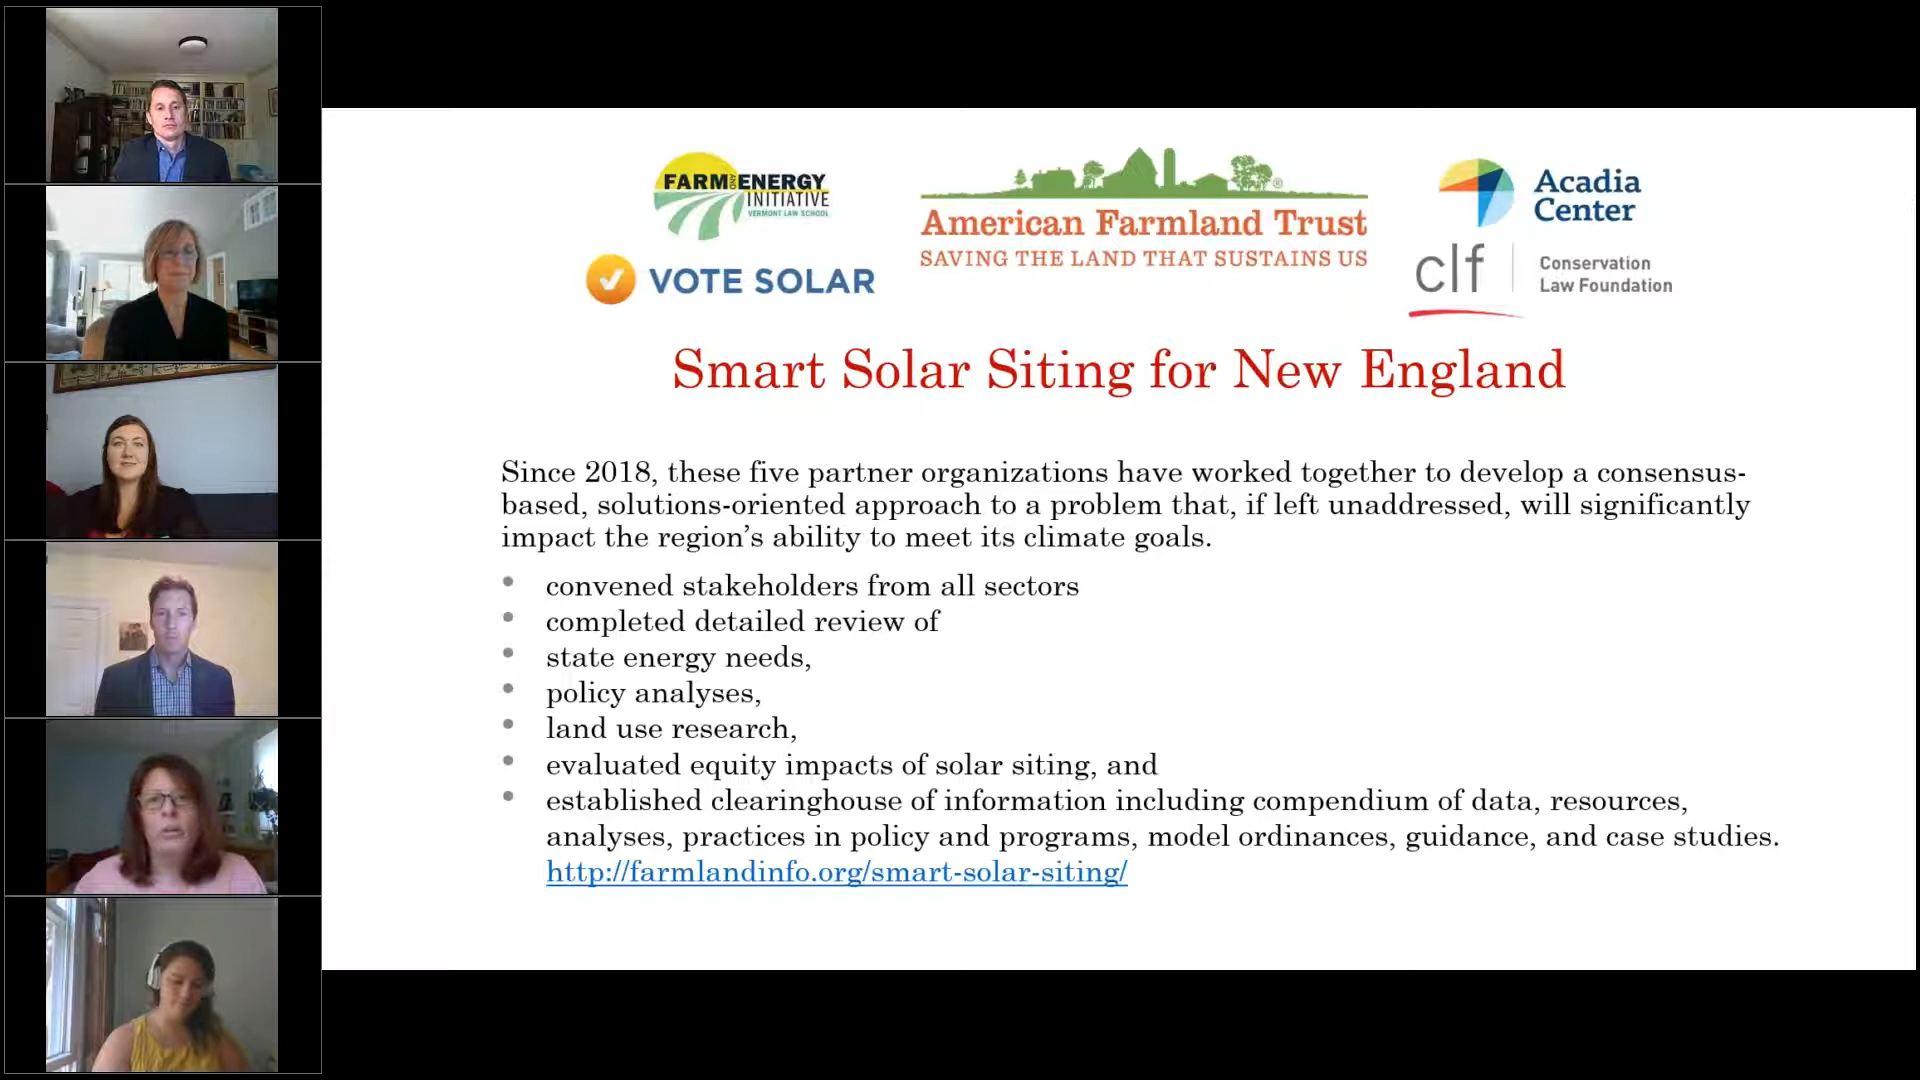 FARM AND ENERGY
INITIATIVE
VERMONT LAW SCHOOL
VOTE SOLAR
American Farmland Trust
SAVING THE LAND THAT SUSTAINS US
®
Acadia
Center
clf
Conservation
Law Foundation
Smart Solar Siting for New England
Since 2018, these five partner organizations have worked together to develop a consensus-
based, solutions-oriented approach to a problem that, if left unaddressed, will significantly
impact the region’s ability to meet its climate goals.
• convened stakeholders from all sectors
• completed detailed review of
• state energy needs,
• policy analyses,
• land use research,
• evaluated equity impacts of solar siting, and
• established clearinghouse of information including compendium of data, resources,
analyses, practices in policy and programs, model ordinances, guidance, and case studies.
http://farmlandinfo.org/smart-solar-siting/